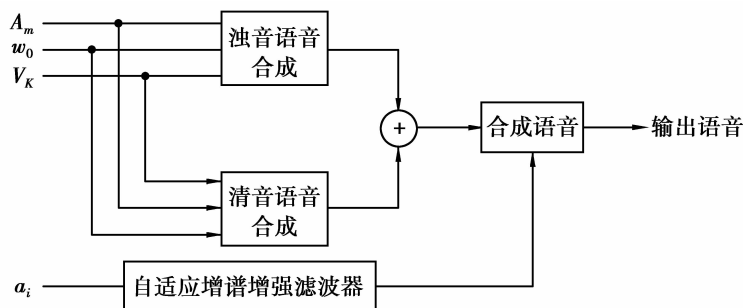 A_m
w_0
V_K
浊音语音
合成
+
合成语音
输出语音
清音语音
合成
a_i
自适应增谱增强滤波器